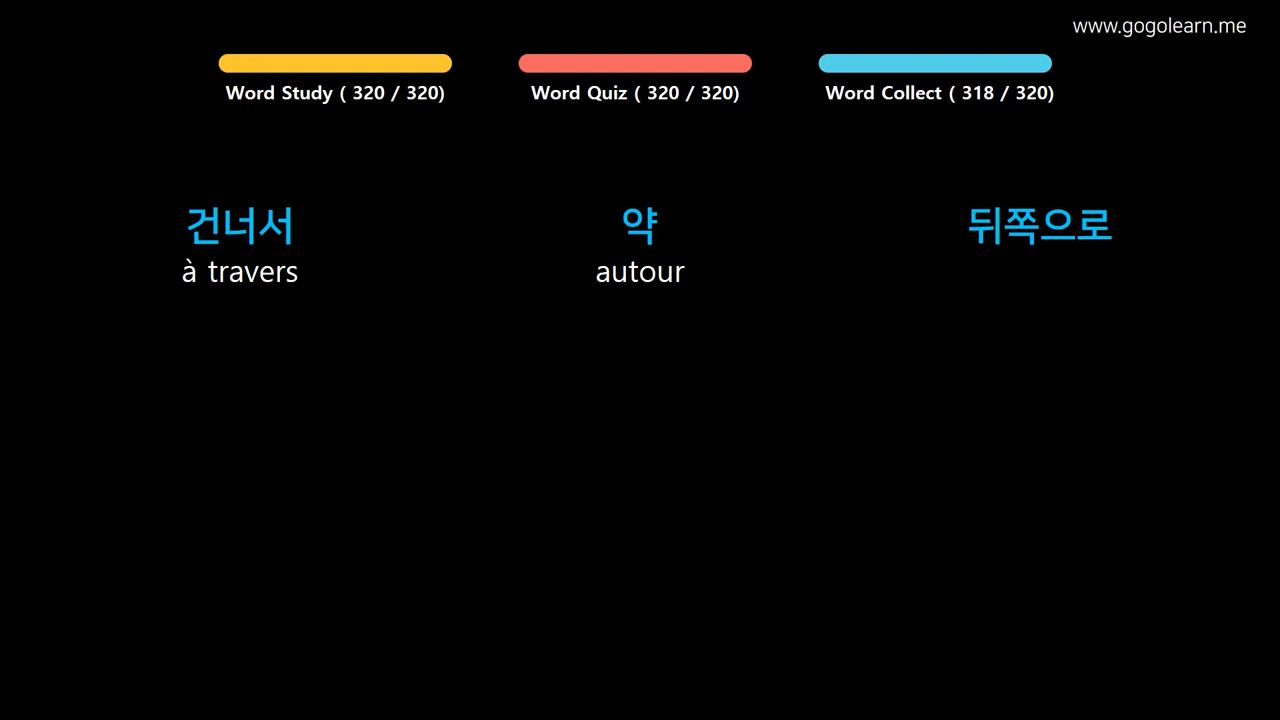 www.gogolearn.me
Word Study ( 320 / 320)
Word Quiz ( 320 / 320)
Word Collect ( 318 / 320)
건너서
à travers
약
autour
뒤쪽으로